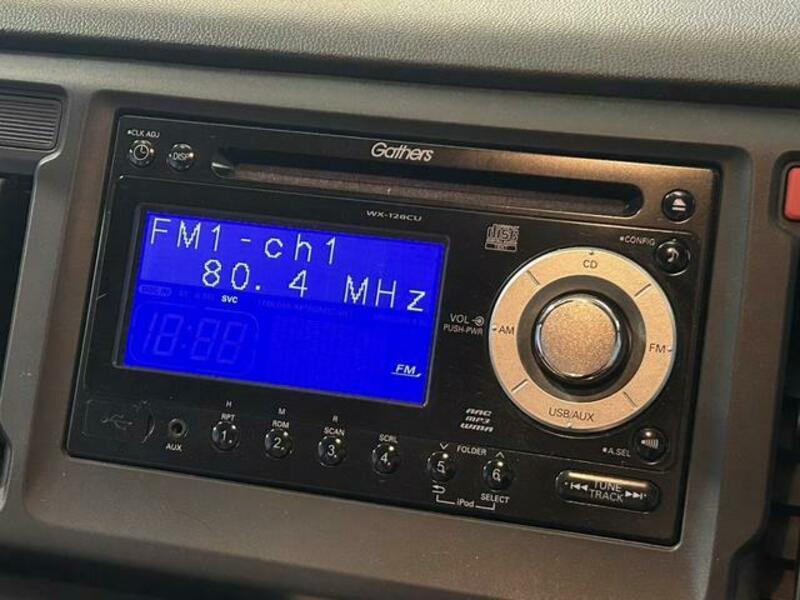 *CLK ADJ
DISP
Gathers
WX-128CU
disc
TEXT
*CONFIG
FM1-ch1
80.4 MHz
SVC
18:88
FM
VOL
PUSH-PWR
CD
AM
FM
USB/AUX
AAC
MP3
WMA
*A.SEL
AUX
H
RPT
1
M
RDM
2
R
SCAN
3
SCRL
4
FOLDER
5
6
SELECT
iPod
TUNE
TRACK